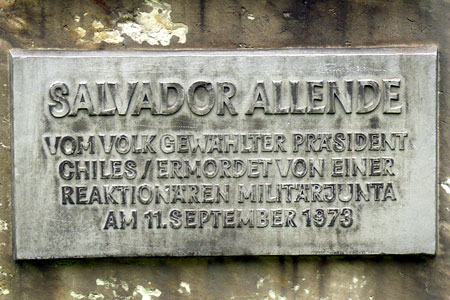 SALVADOR ALLENDE
VOM VOLK GEWÄHLTER PRÄSIDENT
CHILES/ERMORDET VON EINER
REAKTIONÄREN MILITÄRJUNTA
AM 11. SEPTEMBER 1973